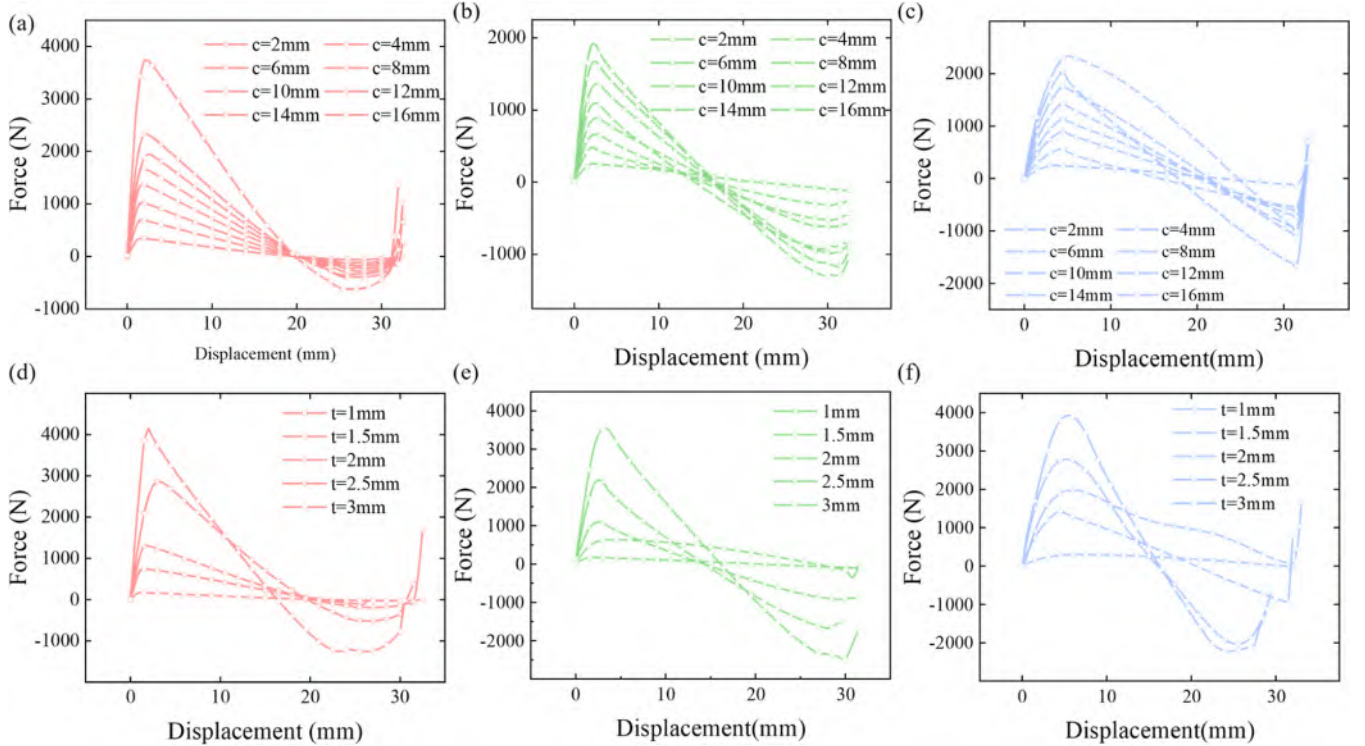 (a)
4000
3000
2000
1000
0
-1000
Force (N)
c=2mm c=4mm
c=6mm c=8mm
c=10mm c=12mm
c=14mm c=16mm
0 10 20 30
Displacement (mm)
(b)
2000
1000
0
-1000
Force (N)
c=2mm c=4mm
c=6mm c=8mm
c=10mm c=12mm
c=14mm c=16mm
0 10 20 30
Displacement (mm)
(c)
2000
1000
0
-1000
-2000
Force (N)
c=2mm c=4mm
c=6mm c=8mm
c=10mm c=12mm
c=14mm c=16mm
0 10 20 30
Displacement(mm)
(d)
4000
3000
2000
1000
0
-1000
Force (N)
t=1mm
t=1.5mm
t=2mm
t=2.5mm
t=3mm
0 10 20 30
Displacement (mm)
(e)
4000
3000
2000
1000
0
-1000
-2000
Force (N)
1mm
1.5mm
2mm
2.5mm
3mm
0 10 20 30
Displacement(mm)
(f)
4000
3000
2000
1000
0
-1000
-2000
Force (N)
t=1mm
t=1.5mm
t=2mm
t=2.5mm
t=3mm
0 10 20 30
Displacement(mm)